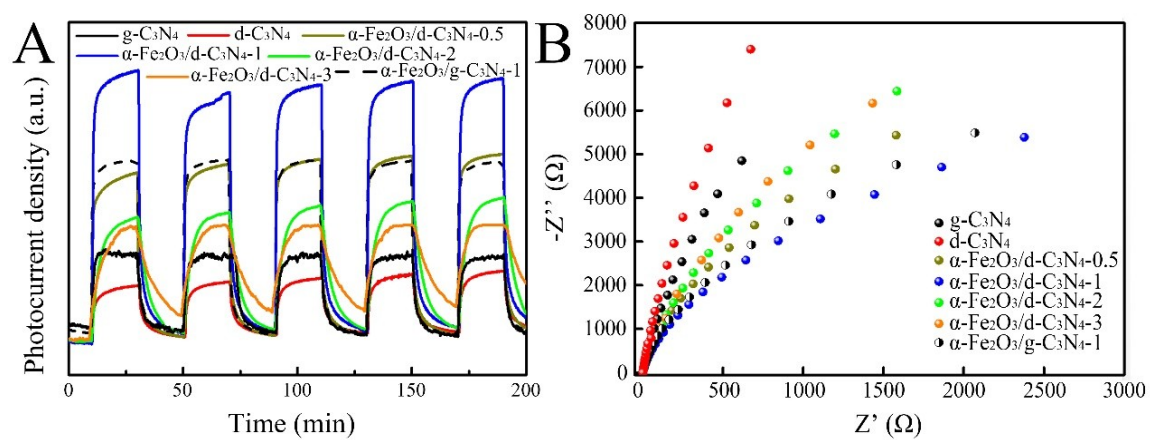 A
g-C₃N₄ d-C₃N₄ α-Fe₂O₃/d-C₃N₄-0.5
α-Fe₂O₃/d-C₃N₄-1 α-Fe₂O₃/d-C₃N₄-2
α-Fe₂O₃/d-C₃N₄-3 α-Fe₂O₃/g-C₃N₄-1
Photocurrent density (a.u.)
0 50 100 150 200
Time (min)
B
8000
7000
6000
5000
4000
3000
2000
1000
0
-Z’’ (Ω)
g-C₃N₄
d-C₃N₄
α-Fe₂O₃/d-C₃N₄-0.5
α-Fe₂O₃/d-C₃N₄-1
α-Fe₂O₃/d-C₃N₄-2
α-Fe₂O₃/d-C₃N₄-3
α-Fe₂O₃/g-C₃N₄-1
0 500 1000 1500 2000 2500 3000
Z’ (Ω)